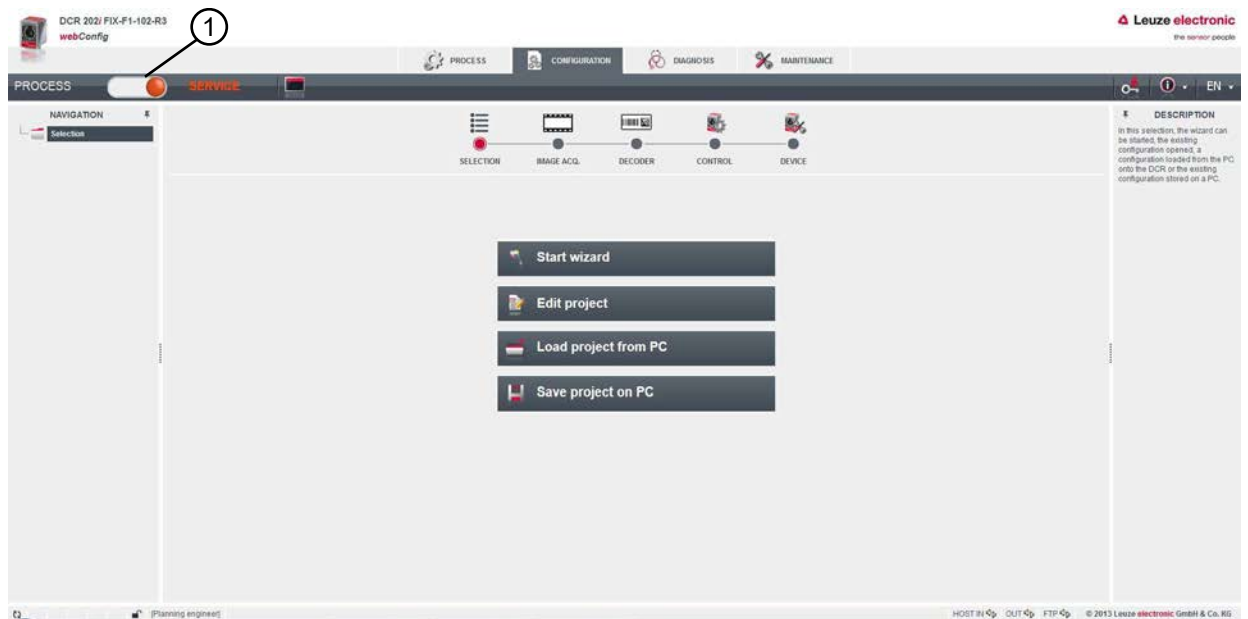 DCR 202i FIX-F1-102-R3
webConfig
1
Leuze electronic
the sensor people
PROCESS
CONFIGURATION
DIAGNOSIS
MAINTENANCE
PROCESS
SERVICE
EN
NAVIGATION
Selection
SELECTION
IMAGE ACQ.
DECODER
CONTROL
DEVICE
DESCRIPTION
In this selection, the wizard can
be started, the existing
configuration opened, a
configuration loaded from the PC
onto the DCR or the existing
configuration stored on a PC.
Start wizard
Edit project
Load project from PC
Save project on PC
(Planning engineer)
HOST IN OUT FTP © 2013 Leuze electronic GmbH & Co. KG